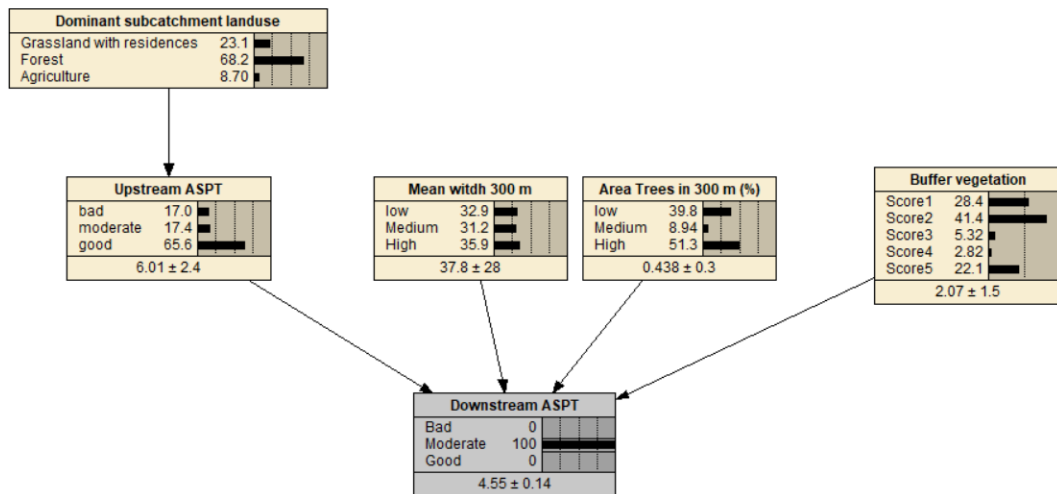 Dominant subcatchment landuse
Grassland with residences 23.1
Forest 68.2
Agriculture 8.70
Upstream ASPT
bad 17.0
moderate 17.4
good 65.6
6.01 ± 2.4
Mean witdh 300 m
low 32.9
Medium 31.2
High 35.9
37.8 ± 28
Area Trees in 300 m (%)
low 39.8
Medium 8.94
High 51.3
0.438 ± 0.3
Buffer vegetation
Score1 28.4
Score2 41.4
Score3 5.32
Score4 2.82
Score5 22.1
2.07 ± 1.5
Downstream ASPT
Bad 0
Moderate 100
Good 0
4.55 ± 0.14